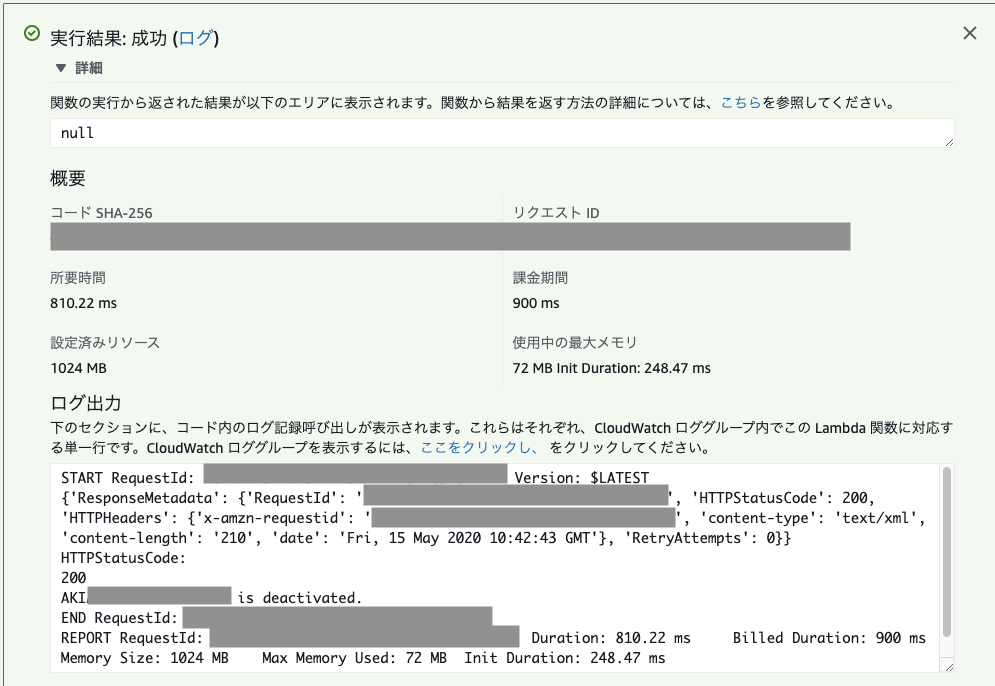 実行結果: 成功 (ログ)
▼ 詳細
関数の実行から返された結果が以下のエリアに表示されます。関数から結果を返す方法の詳細については、こちらを参照してください。
null
概要
コード SHA-256
リクエスト ID
所要時間
810.22 ms
課金期間
900 ms
設定済みリソース
1024 MB
使用中の最大メモリ
72 MB Init Duration: 248.47 ms
ログ出力
下のセクションに、コード内のログ記録呼び出しが表示されます。これらはそれぞれ、CloudWatch ロググループ内でこの Lambda 関数に対応す
る単一行です。CloudWatch ロググループを表示するには、ここをクリックし、 をクリックしてください。
START RequestId: Version: $LATEST
{'ResponseMetadata': {'RequestId': '', 'HTTPStatusCode': 200,
'HTTPHeaders': {'x-amzn-requestid': '', 'content-type': 'text/xml',
'content-length': '210', 'date': 'Fri, 15 May 2020 10:42:43 GMT'}, 'RetryAttempts': 0}}
HTTPStatusCode:
200
AKI is deactivated.
END RequestId:
REPORT RequestId: Duration: 810.22 ms Billed Duration: 900 ms
Memory Size: 1024 MB Max Memory Used: 72 MB Init Duration: 248.47 ms